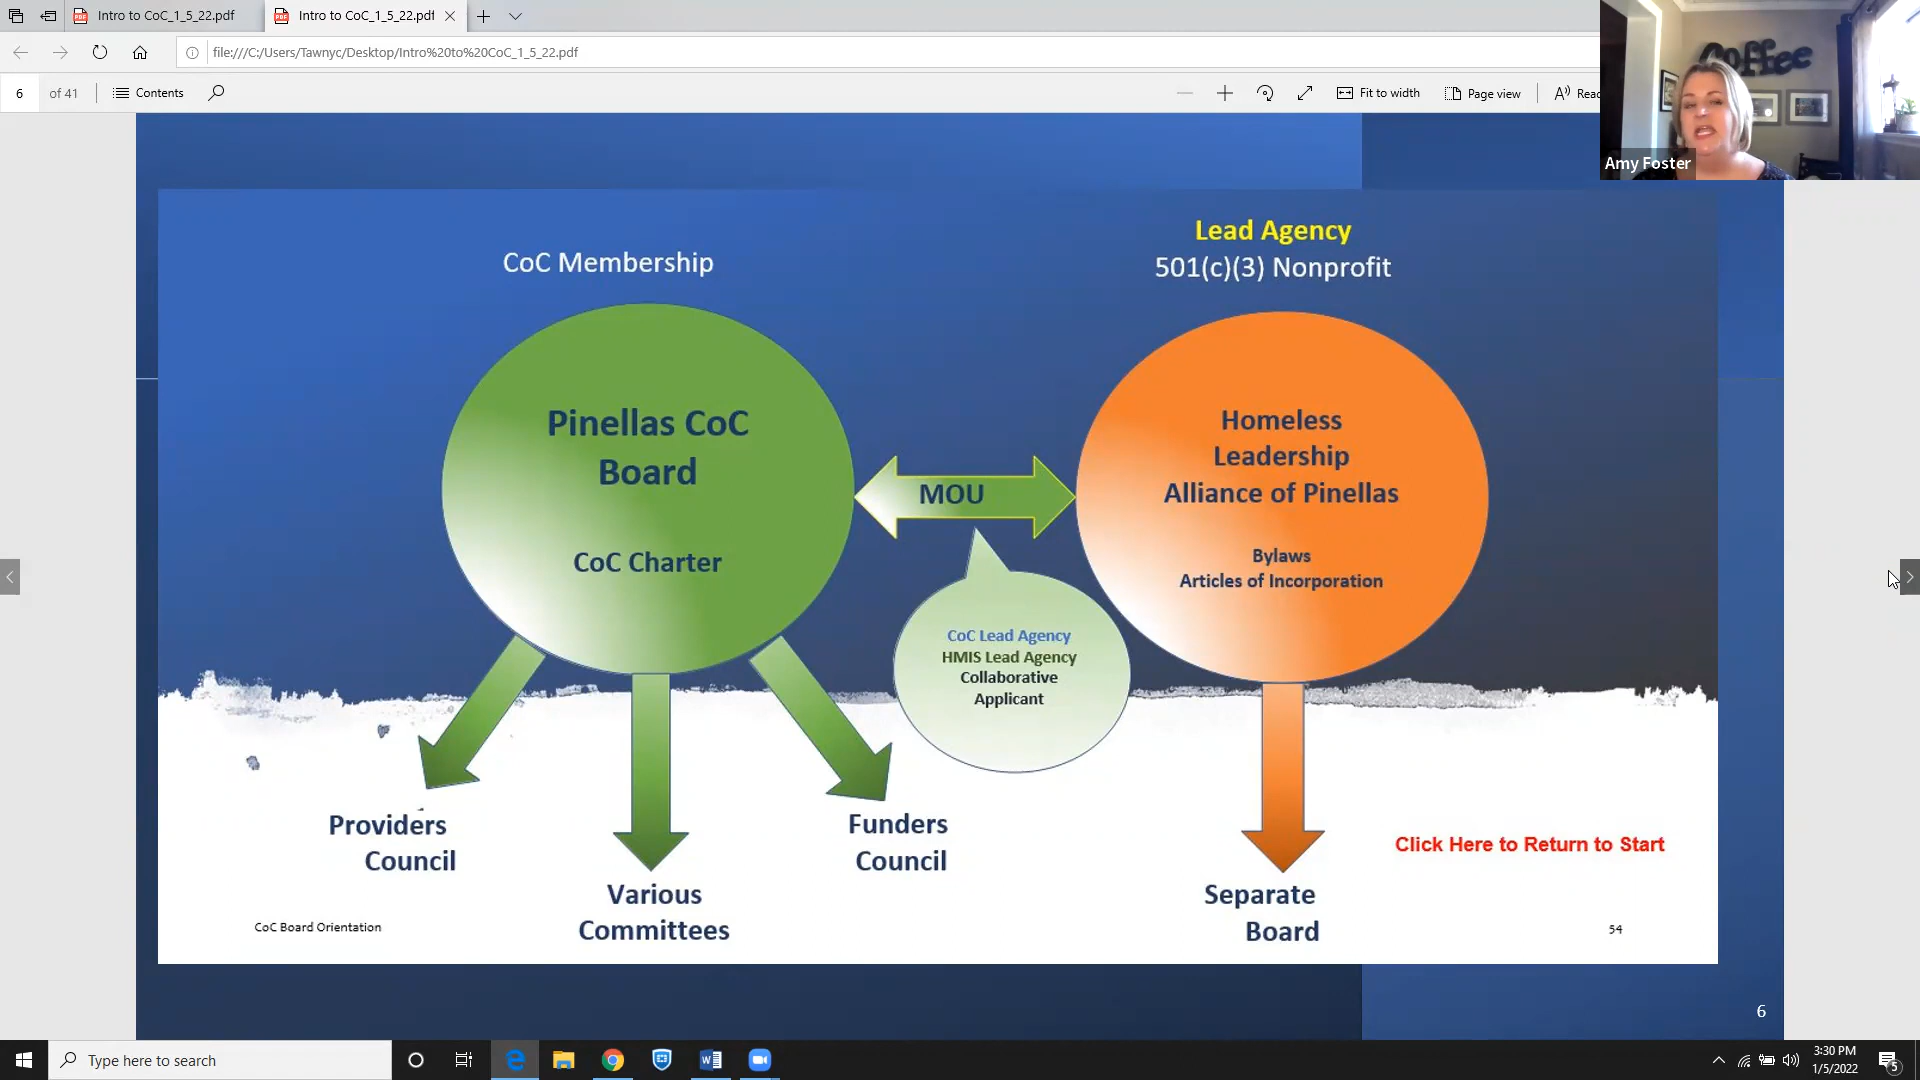 Intro to CoC_1_5_22.pdf
Intro to CoC_1_5_22.pdf
file:///C:/Users/Tawnyc/Desktop/Intro%20to%20CoC_1_5_22.pdf
6 of 41
Contents
Fit to width
Page view
Rea
Coffee
Amy Foster
CoC Membership
Lead Agency
501(c)(3) Nonprofit
Pinellas CoC
Board
CoC Charter
MOU
Homeless
Leadership
Alliance of Pinellas
Bylaws
Articles of Incorporation
CoC Lead Agency
HMIS Lead Agency
Collaborative
Applicant
Providers
Council
Various
Committees
Funders
Council
Separate
Board
Click Here to Return to Start
CoC Board Orientation
54
6
Type here to search
3:30 PM
1/5/2022
5